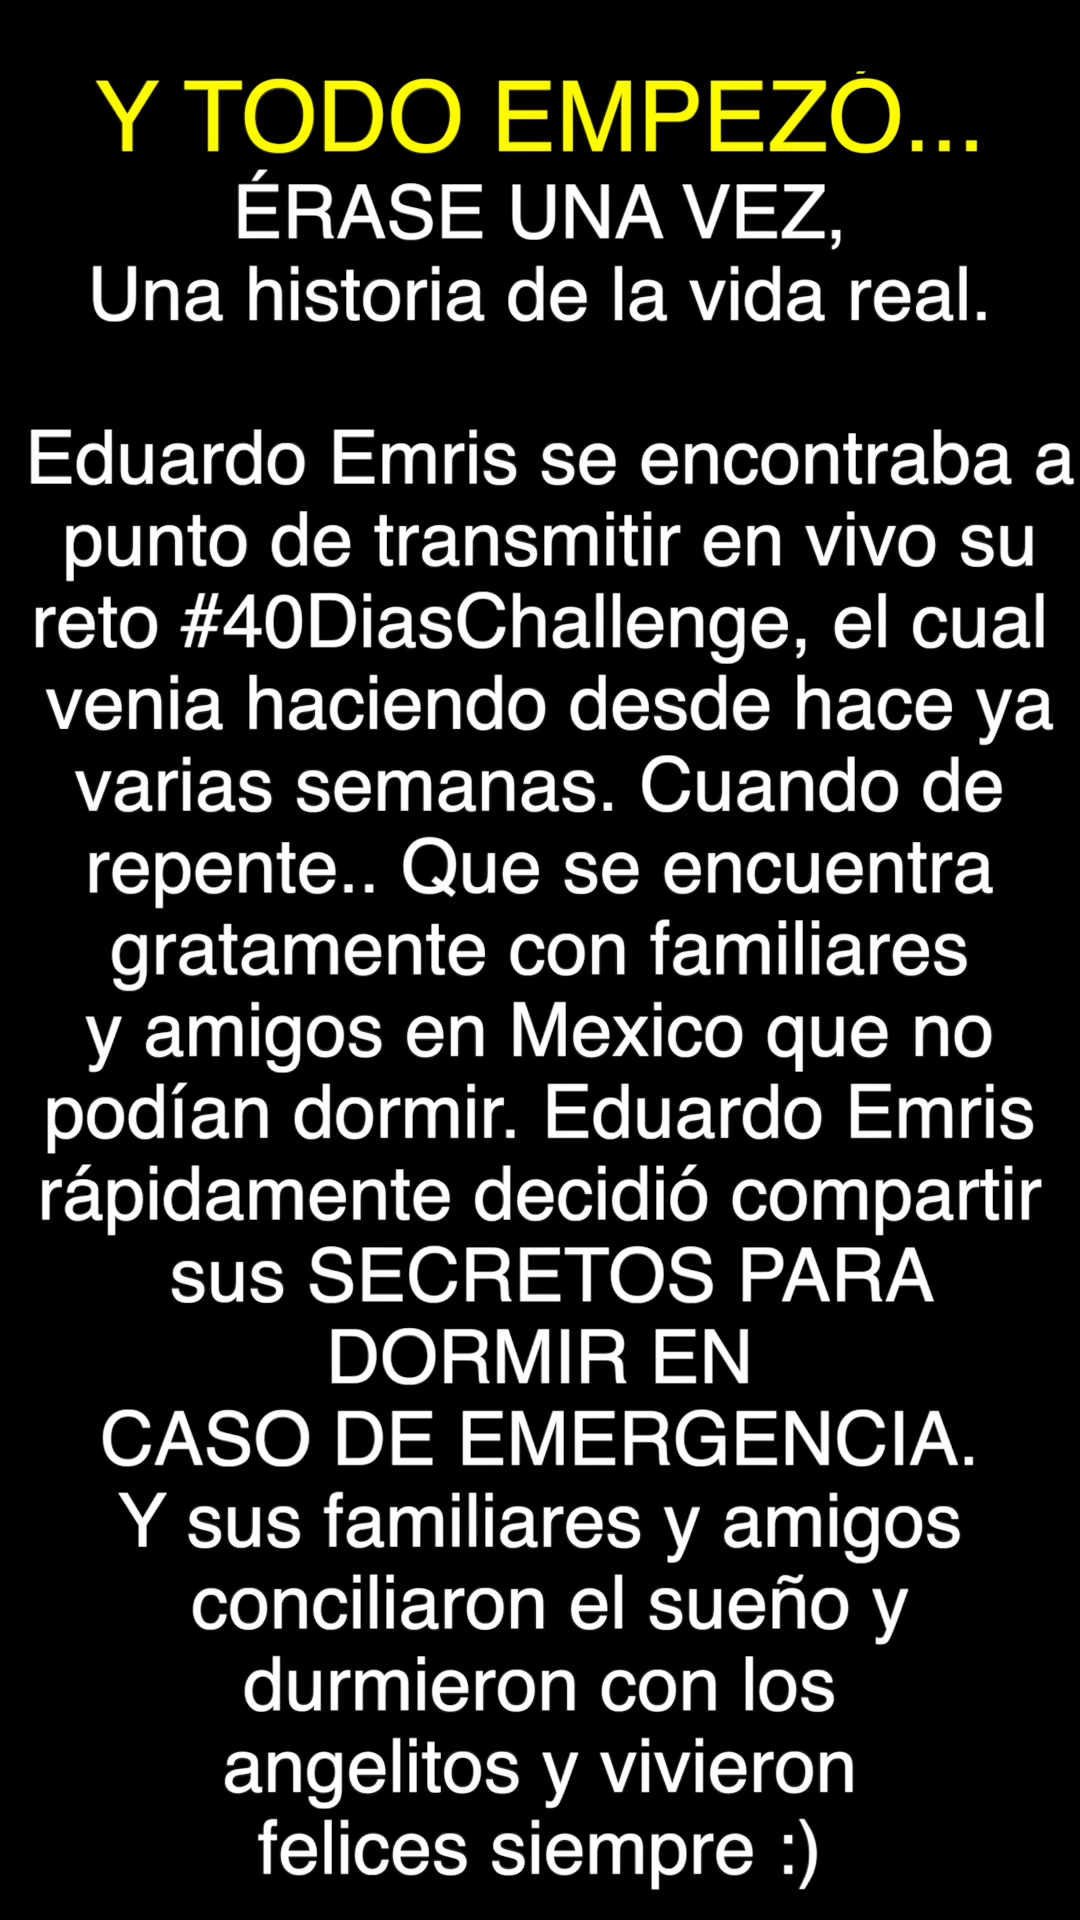 Y TODO EMPEZÓ...
ÉRASE UNA VEZ,
Una historia de la vida real.
Eduardo Emris se encontraba a
punto de transmitir en vivo su
reto #40DiasChallenge, el cual
venia haciendo desde hace ya
varias semanas. Cuando de
repente.. Que se encuentra
gratamente con familiares
y amigos en Mexico que no
podían dormir. Eduardo Emris
rápidamente decidió compartir
sus SECRETOS PARA
DORMIR EN
CASO DE EMERGENCIA.
Y sus familiares y amigos
conciliaron el sueño y
durmieron con los
angelitos y vivieron
felices siempre :)